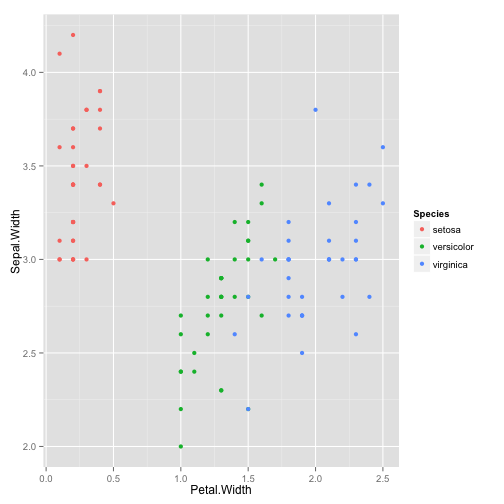 4.0
3.5
3.0
2.5
2.0
Sepal.Width
0.0 0.5 1.0 1.5 2.0 2.5
Petal.Width
Species
setosa
versicolor
virginica